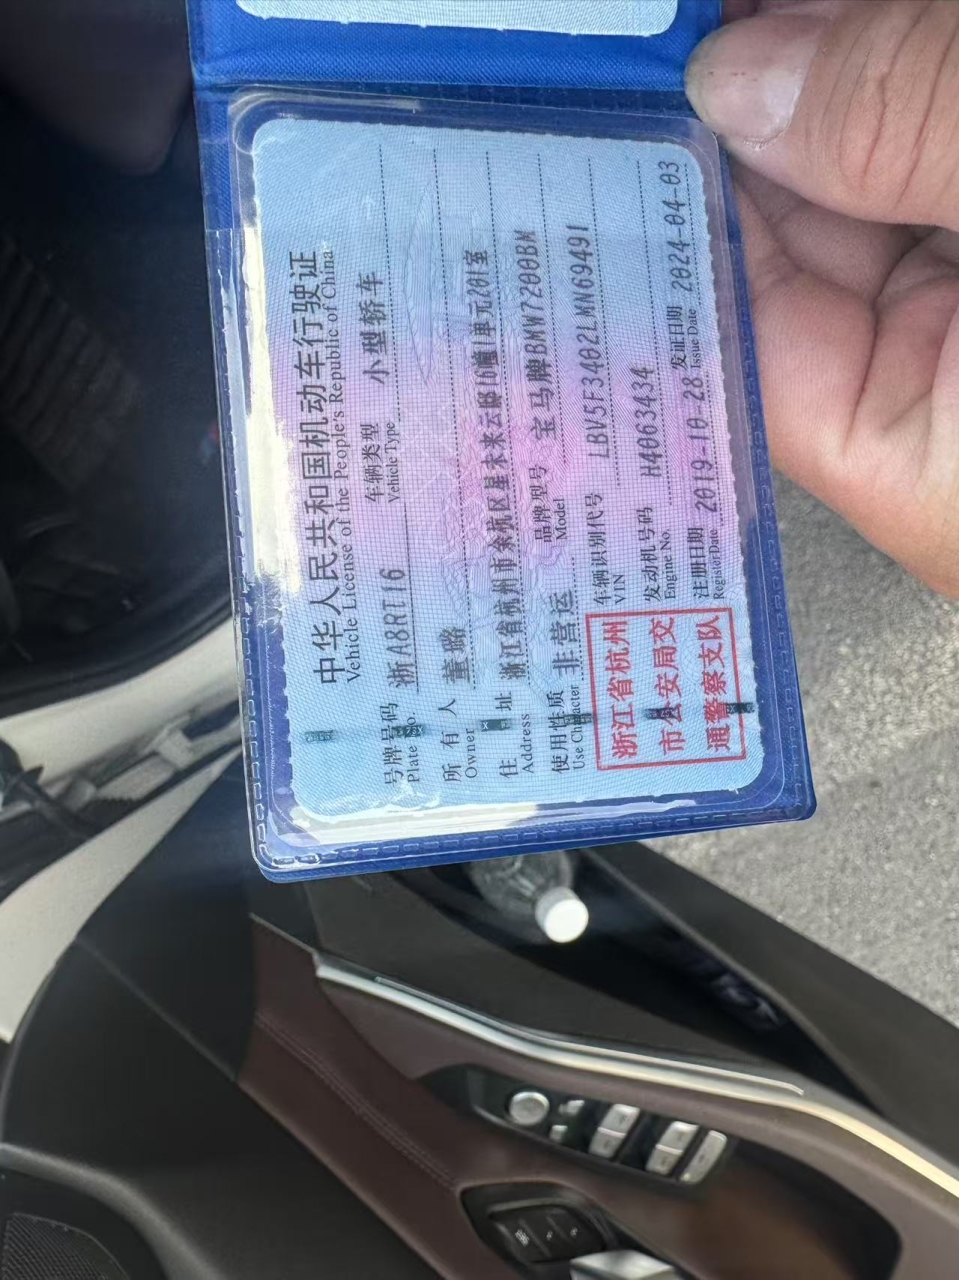 中华人民共和国机动车行驶证
Vehicle License of the People's Republic of China
号牌号码 浙A8RT16 车辆类型 小型轿车
Plate No. Vehicle Type
所有人 董璐
Owner
住址 浙江省杭州市余杭区星未来云邸10幢1单元201室
Address
使用性质 非营运 品牌型号 宝马牌BMW7200BM
Use Character Model
车辆识别代号 LBV5F3402LMN69491
VIN
发动机号码 H4063434
Engine No.
注册日期 2019-10-28 发证日期 2024-04-03
Register Date Issue Date
浙江省杭州
市公安局交
通警察支队